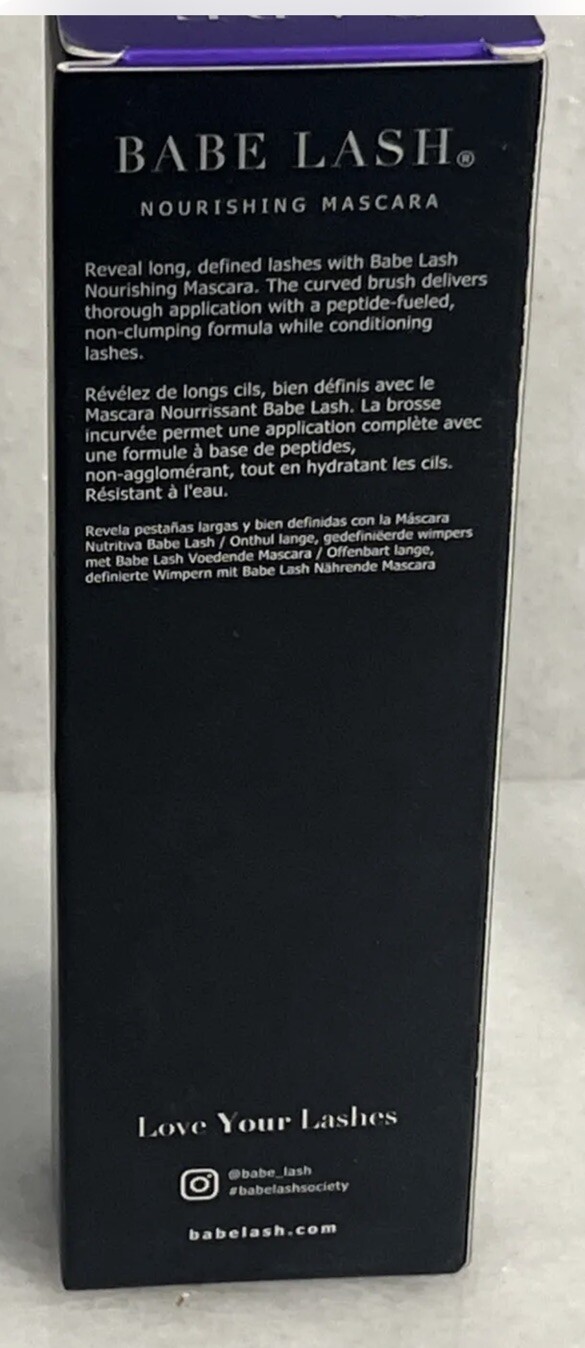 BABE LASH®
NOURISHING MASCARA
Reveal long, defined lashes with Babe Lash
Nourishing Mascara. The curved brush delivers
thorough application with a peptide-fueled,
non-clumping formula while conditioning
lashes.
Révélez de longs cils, bien définis avec le
Mascara Nourrissant Babe Lash. La brosse
incurvée permet une application complète avec
une formule à base de peptides,
non-agglomérant, tout en hydratant les cils.
Résistant à l'eau.
Revela pestañas largas y bien definidas con la Máscara
Nutritiva Babe Lash / Onthul lange, gedefinieerde wimpers
met Babe Lash Voedende Mascara / Offenbart lange,
definierte Wimpern mit Babe Lash Nährende Mascara
Love Your Lashes
@babe_lash
#babelashsociety
babelash.com